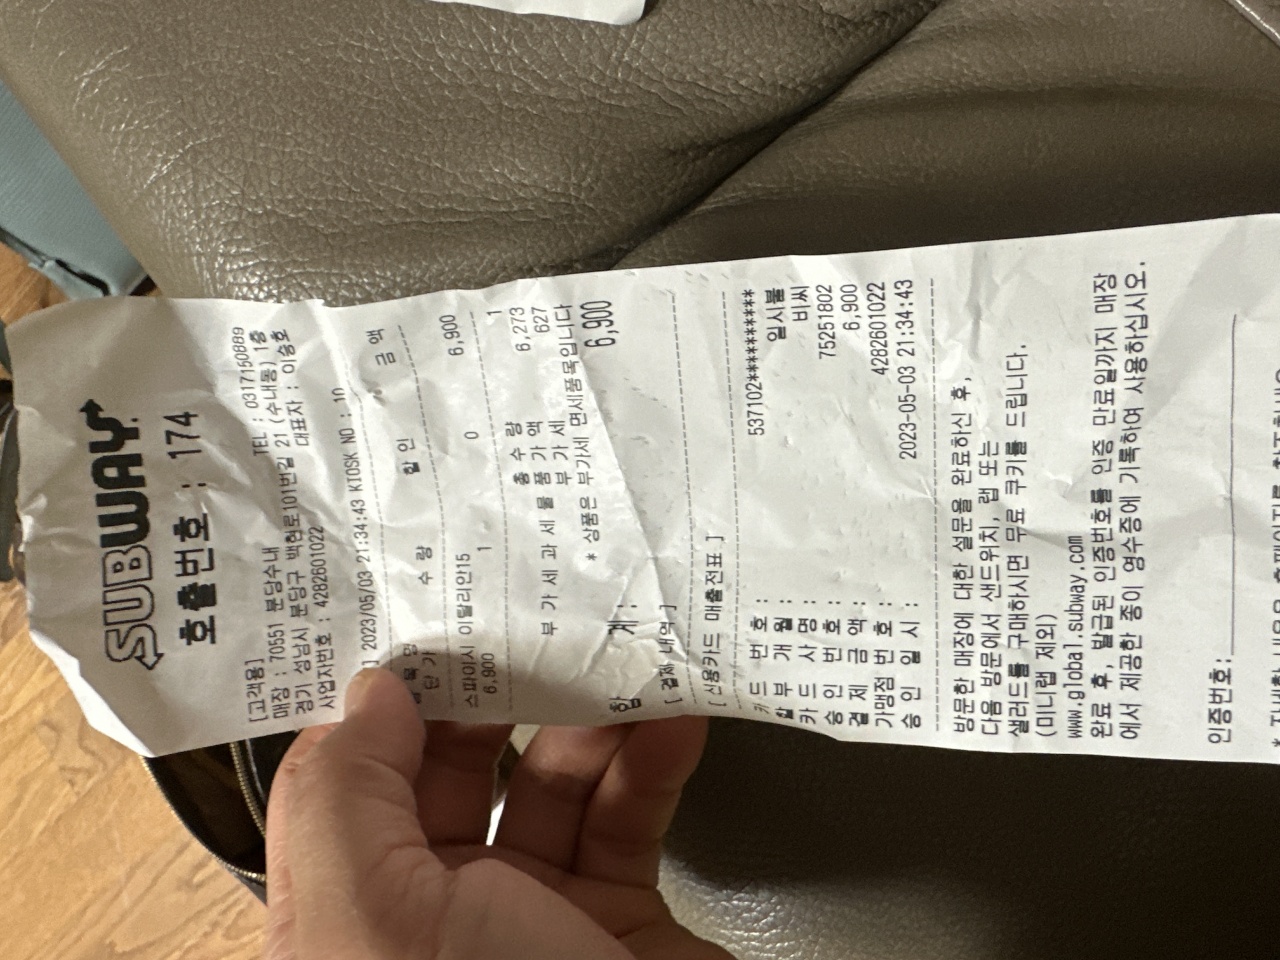 SUBWAY
호출번호 : 174
[고객용]
매장 : 70551 분당수내 TEL : 0317150889
경기 성남시 분당구 백현로101번길 21 (수내동) 1층
사업자번호 : 4282601022 대표자 : 이승호
] 2023/05/03 21:34:43 KIOSK NO : 10
품 목 명
단 가 수 량 할 인 금 액
스파이시 이탈리안15
6,900 1 0 6,900
총 수 량 1
부 가 세 과 세 물 품 가 액 6,273
부 가 세 627
* 상품은 부가세 면세품목입니다
합 계 : 6,900
[ 결제 내역 ]
[ 신용카드 매출전표 ]
카 드 번 호 : 537102**********
할 부 개 월 : 일시불
카 드 사 명 : 비씨
승 인 번 호 : 75251802
결 제 금 액 : 6,900
가맹점 번 호 : 4282601022
승 인 일 시 : 2023-05-03 21:34:43
방문한 매장에 대한 설문을 완료하신 후,
다음 방문에서 샌드위치, 랩 또는
샐러드를 구매하시면 무료 쿠키를 드립니다.
(미니랩 제외)
www.global.subway.com
완료 후, 발급된 인증번호를 인증 만료일까지 매장
에서 제공한 종이 영수증에 기록하여 사용하십시오.
인증번호: